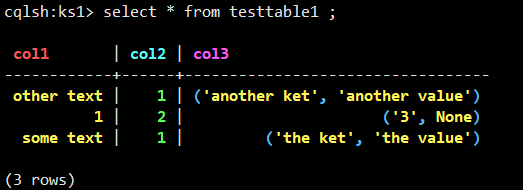 cqlsh:ks1> select * from testtable1 ;
col1 | col2 | col3
------------+------+----------------------------------
other text | 1 | ('another ket', 'another value')
1 | 2 | ('3', None)
some text | 1 | ('the ket', 'the value')
(3 rows)